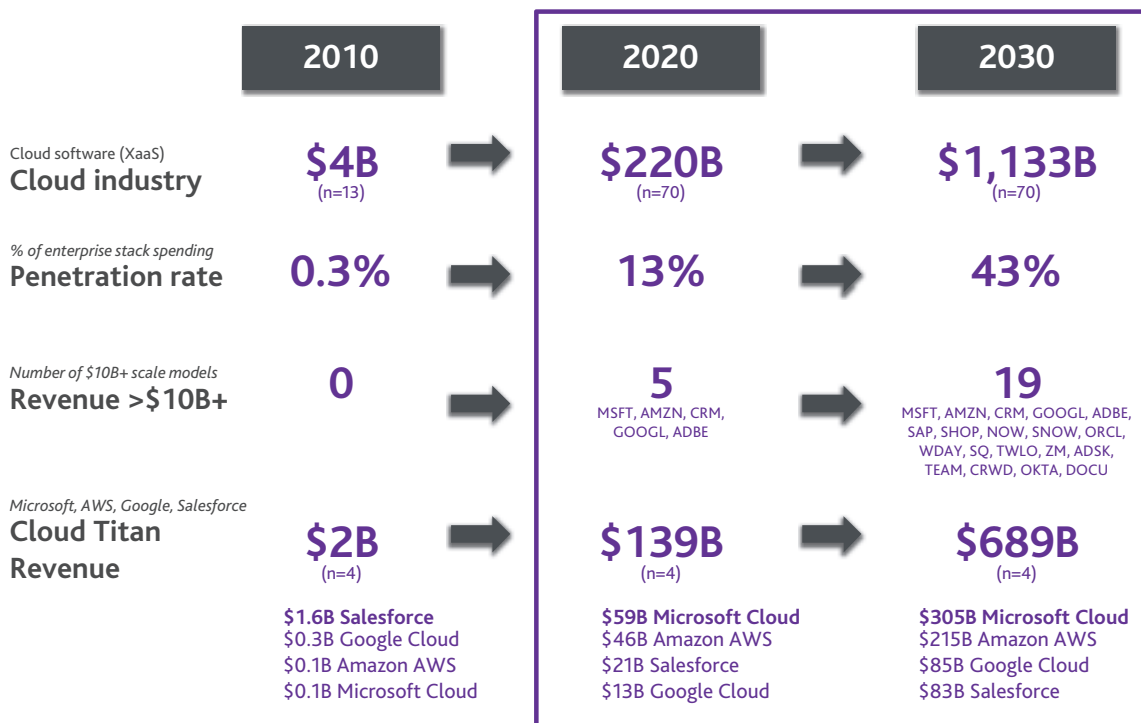 2010
2020
2030
Cloud software (XaaS)
Cloud industry
$4B
(n=13)
$220B
(n=70)
$1,133B
(n=70)
% of enterprise stack spending
Penetration rate
0.3%
13%
43%
Number of $10B+ scale models
Revenue >$10B+
0
5
MSFT, AMZN, CRM,
GOOGL, ADBE
19
MSFT, AMZN, CRM, GOOGL, ADBE,
SAP, SHOP, NOW, SNOW, ORCL,
WDAY, SQ, TWLO, ZM, ADSK,
TEAM, CRWD, OKTA, DOCU
Microsoft, AWS, Google, Salesforce
Cloud Titan
Revenue
$2B
(n=4)
$139B
(n=4)
$689B
(n=4)
$1.6B Salesforce
$0.3B Google Cloud
$0.1B Amazon AWS
$0.1B Microsoft Cloud
$59B Microsoft Cloud
$46B Amazon AWS
$21B Salesforce
$13B Google Cloud
$305B Microsoft Cloud
$215B Amazon AWS
$85B Google Cloud
$83B Salesforce